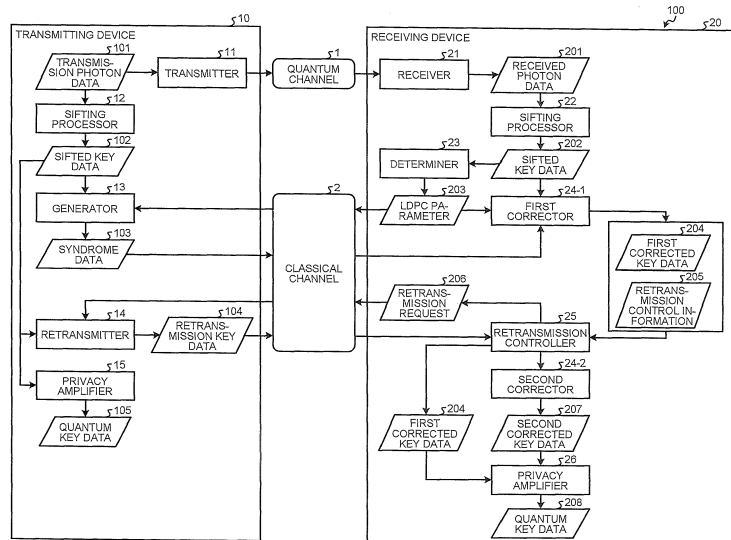 100
10
20
TRANSMITTING DEVICE
RECEIVING DEVICE
101
TRANSMIS-
SION PHOTON
DATA
11
TRANSMITTER
1
QUANTUM
CHANNEL
21
RECEIVER
201
RECEIVED
PHOTON
DATA
12
SIFTING
PROCESSOR
22
SIFTING
PROCESSOR
102
SIFTED KEY
DATA
23
DETERMINER
202
SIFTED
KEY DATA
13
GENERATOR
2
CLASSICAL
CHANNEL
203
LDPC PA-
RAMETER
24-1
FIRST
CORRECTOR
103
SYNDROME
DATA
204
FIRST
CORRECTED
KEY DATA
205
RETRANS-
MISSION
CONTROL IN-
FORMATION
206
RETRANS-
MISSION
REQUEST
14
RETRANSMITTER
104
RETRANS-
MISSION KEY
DATA
25
RETRANSMISSION
CONTROLLER
15
PRIVACY
AMPLIFIER
24-2
SECOND
CORRECTOR
105
QUANTUM
KEY DATA
204
FIRST
CORRECTED
KEY DATA
207
SECOND
CORRECTED
KEY DATA
26
PRIVACY
AMPLIFIER
208
QUANTUM
KEY DATA